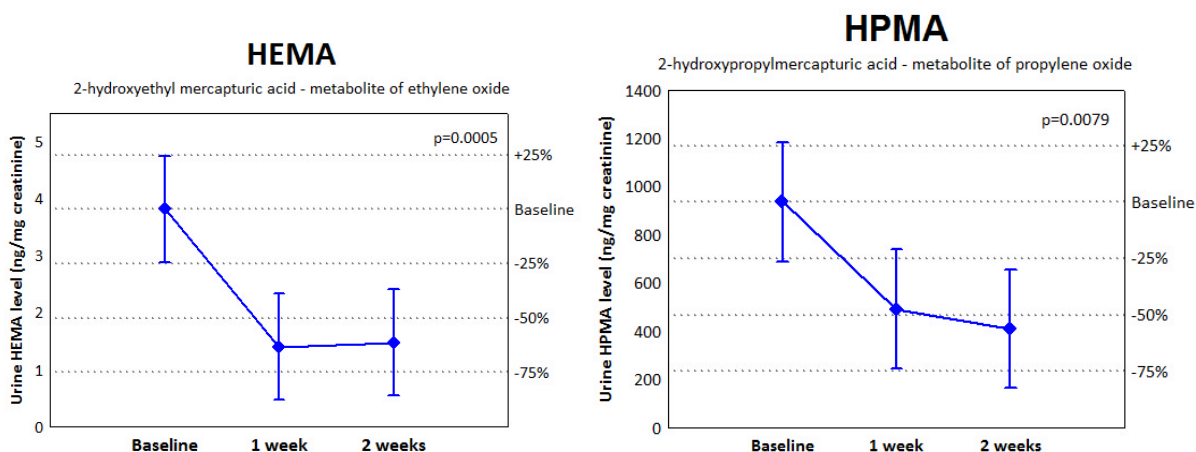 HEMA
2-hydroxyethyl mercapturic acid - metabolite of ethylene oxide
Urine HEMA level (ng/mg creatinine)
5
4
3
2
1
0
p=0.0005
+25%
Baseline
-25%
-50%
-75%
Baseline 1 week 2 weeks
HPMA
2-hydroxypropylmercapturic acid - metabolite of propylene oxide
Urine HPMA level (ng/mg creatinine)
1400
1200
1000
800
600
400
200
0
p=0.0079
+25%
Baseline
-25%
-50%
-75%
Baseline 1 week 2 weeks